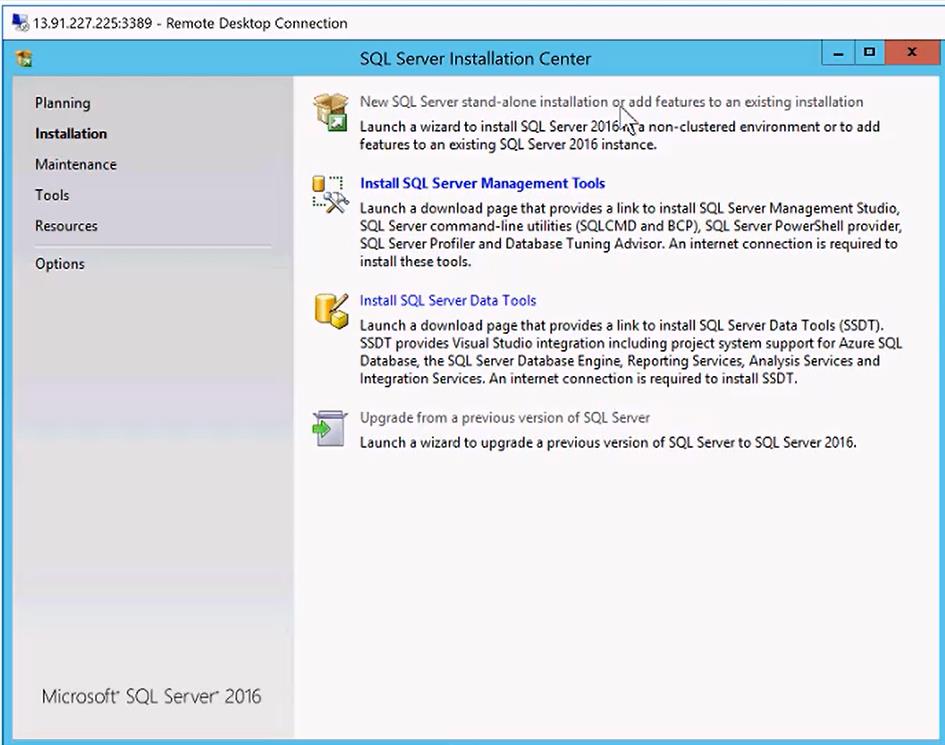 13.91.227.225:3389 - Remote Desktop Connection
SQL Server Installation Center
Planning
Installation
Maintenance
Tools
Resources
Options
New SQL Server stand-alone installation or add features to an existing installation
Launch a wizard to install SQL Server 2016 in a non-clustered environment or to add
features to an existing SQL Server 2016 instance.
Install SQL Server Management Tools
Launch a download page that provides a link to install SQL Server Management Studio,
SQL Server command-line utilities (SQLCMD and BCP), SQL Server PowerShell provider,
SQL Server Profiler and Database Tuning Advisor. An internet connection is required to
install these tools.
Install SQL Server Data Tools
Launch a download page that provides a link to install SQL Server Data Tools (SSDT).
SSDT provides Visual Studio integration including project system support for Azure SQL
Database, the SQL Server Database Engine, Reporting Services, Analysis Services and
Integration Services. An internet connection is required to install SSDT.
Upgrade from a previous version of SQL Server
Launch a wizard to upgrade a previous version of SQL Server to SQL Server 2016.
Microsoft® SQL Server® 2016